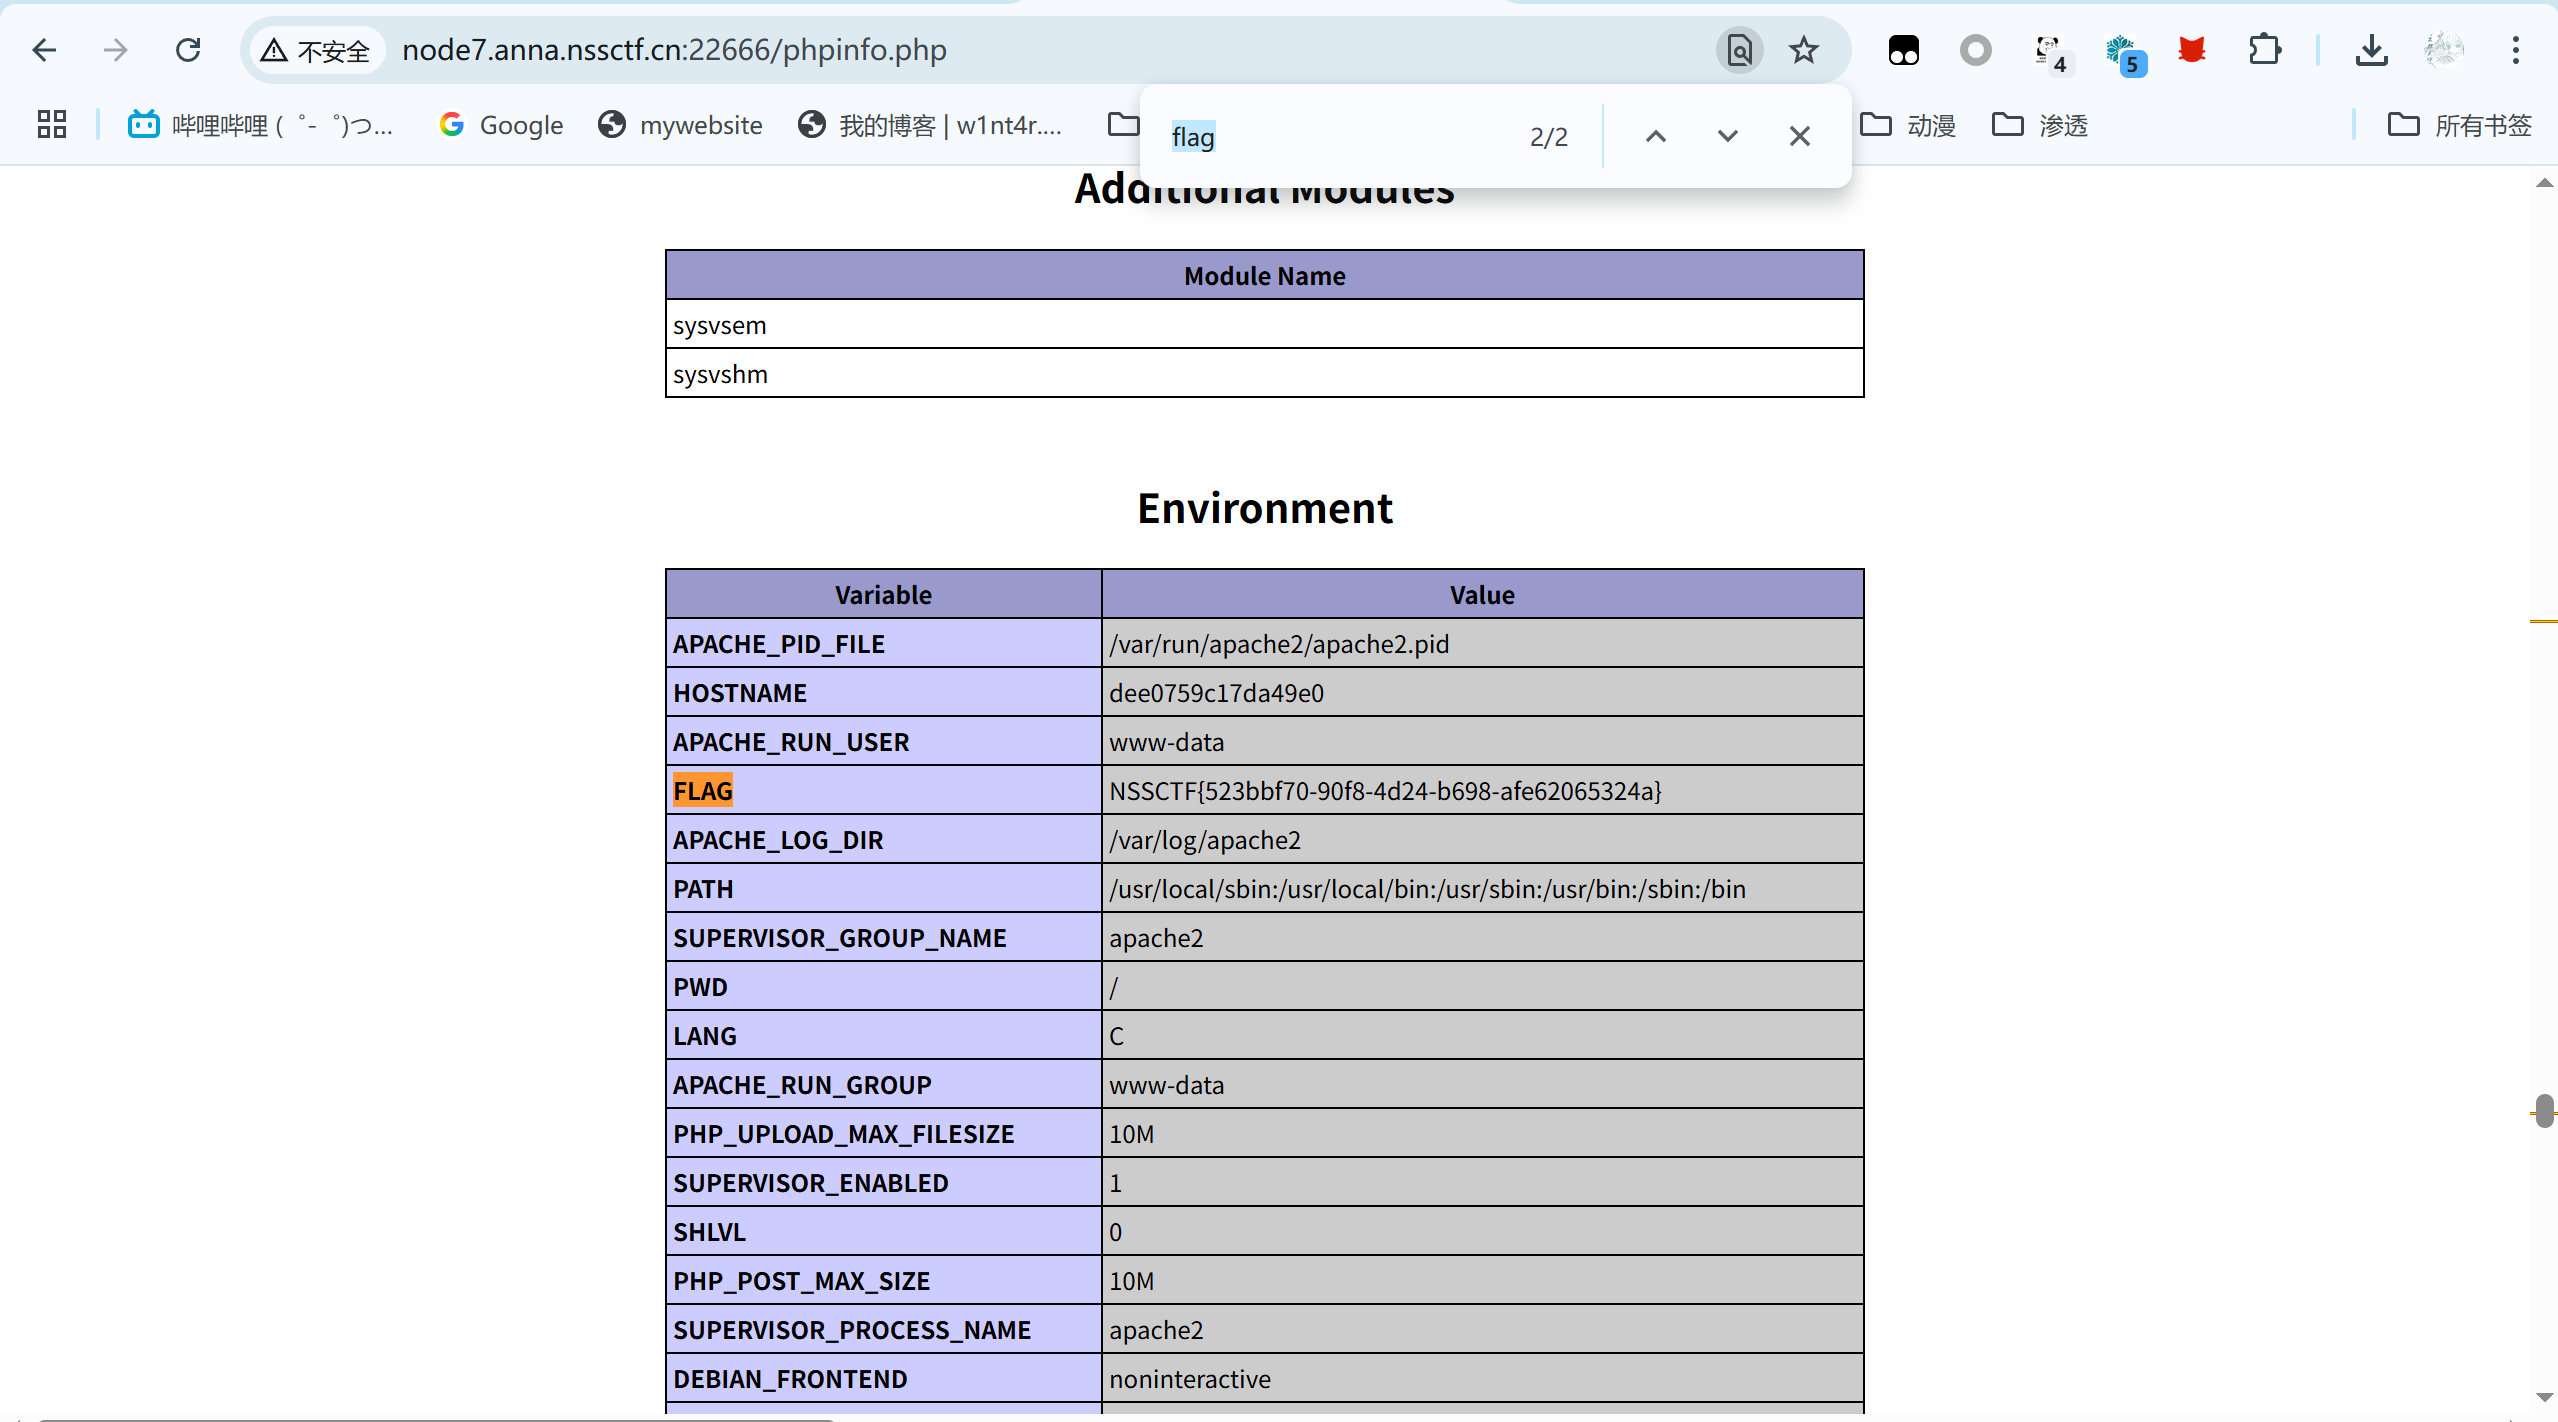 不安全 node7.anna.nssctf.cn:22666/phpinfo.php 4 5
哔哩哔哩 (゜-゜)つ... Google mywebsite 我的博客 | w1nt4r.... 动漫 渗透 所有书签
flag 2/2
Additional Modules
Module Name
sysvsem
sysvshm
Environment
Variable Value
APACHE_PID_FILE /var/run/apache2/apache2.pid
HOSTNAME dee0759c17da49e0
APACHE_RUN_USER www-data
FLAG NSSCTF{523bbf70-90f8-4d24-b698-afe62065324a}
APACHE_LOG_DIR /var/log/apache2
PATH /usr/local/sbin:/usr/local/bin:/usr/sbin:/usr/bin:/sbin:/bin
SUPERVISOR_GROUP_NAME apache2
PWD /
LANG C
APACHE_RUN_GROUP www-data
PHP_UPLOAD_MAX_FILESIZE 10M
SUPERVISOR_ENABLED 1
SHLVL 0
PHP_POST_MAX_SIZE 10M
SUPERVISOR_PROCESS_NAME apache2
DEBIAN_FRONTEND noninteractive